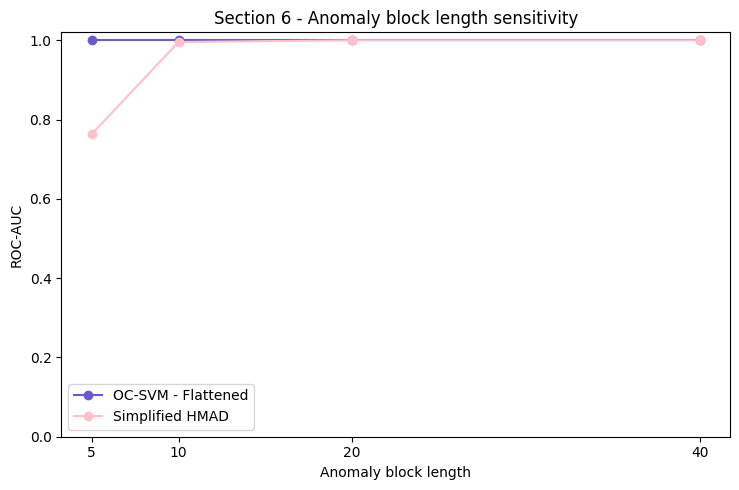 Section 6 - Anomaly block length sensitivity
1.0
0.8
0.6
0.4
0.2
0.0
ROC-AUC
OC-SVM - Flattened
Simplified HMAD
5 10 20 40
Anomaly block length